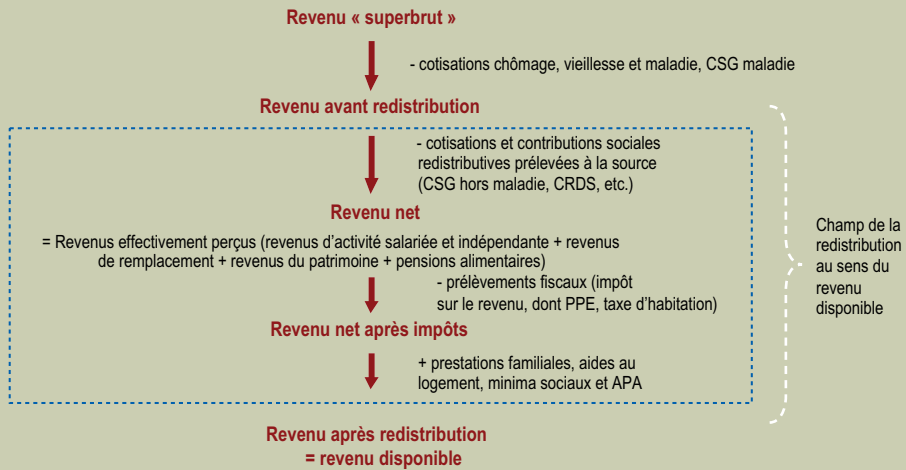 Revenu « superbrut »
- cotisations chômage, vieillesse et maladie, CSG maladie
Revenu avant redistribution
- cotisations et contributions sociales
redistributives prélevées à la source
(CSG hors maladie, CRDS, etc.)
Revenu net
= Revenus effectivement perçus (revenus d'activité salariée et indépendante + revenus
de remplacement + revenus du patrimoine + pensions alimentaires)
- prélèvements fiscaux (impôt
sur le revenu, dont PPE, taxe d'habitation)
Revenu net après impôts
+ prestations familiales, aides au
logement, minima sociaux et APA
Revenu après redistribution
= revenu disponible
Champ de la
redistribution
au sens du
revenu
disponible